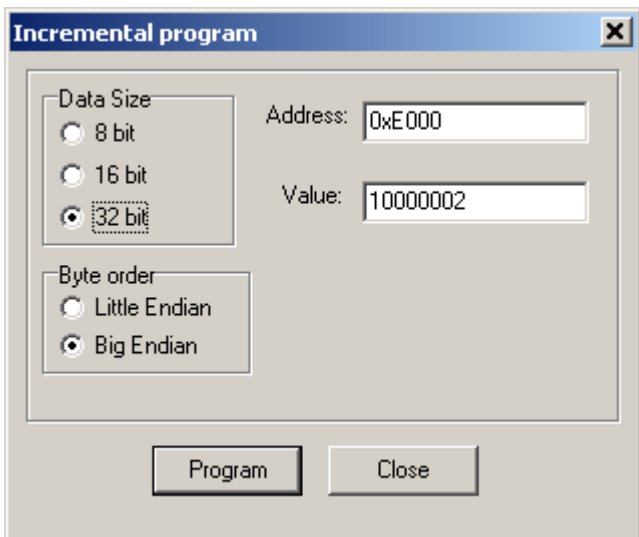 Incremental program
Data Size
8 bit
16 bit
32 bit
Address: 0xE000
Value: 10000002
Byte order
Little Endian
Big Endian
Program Close